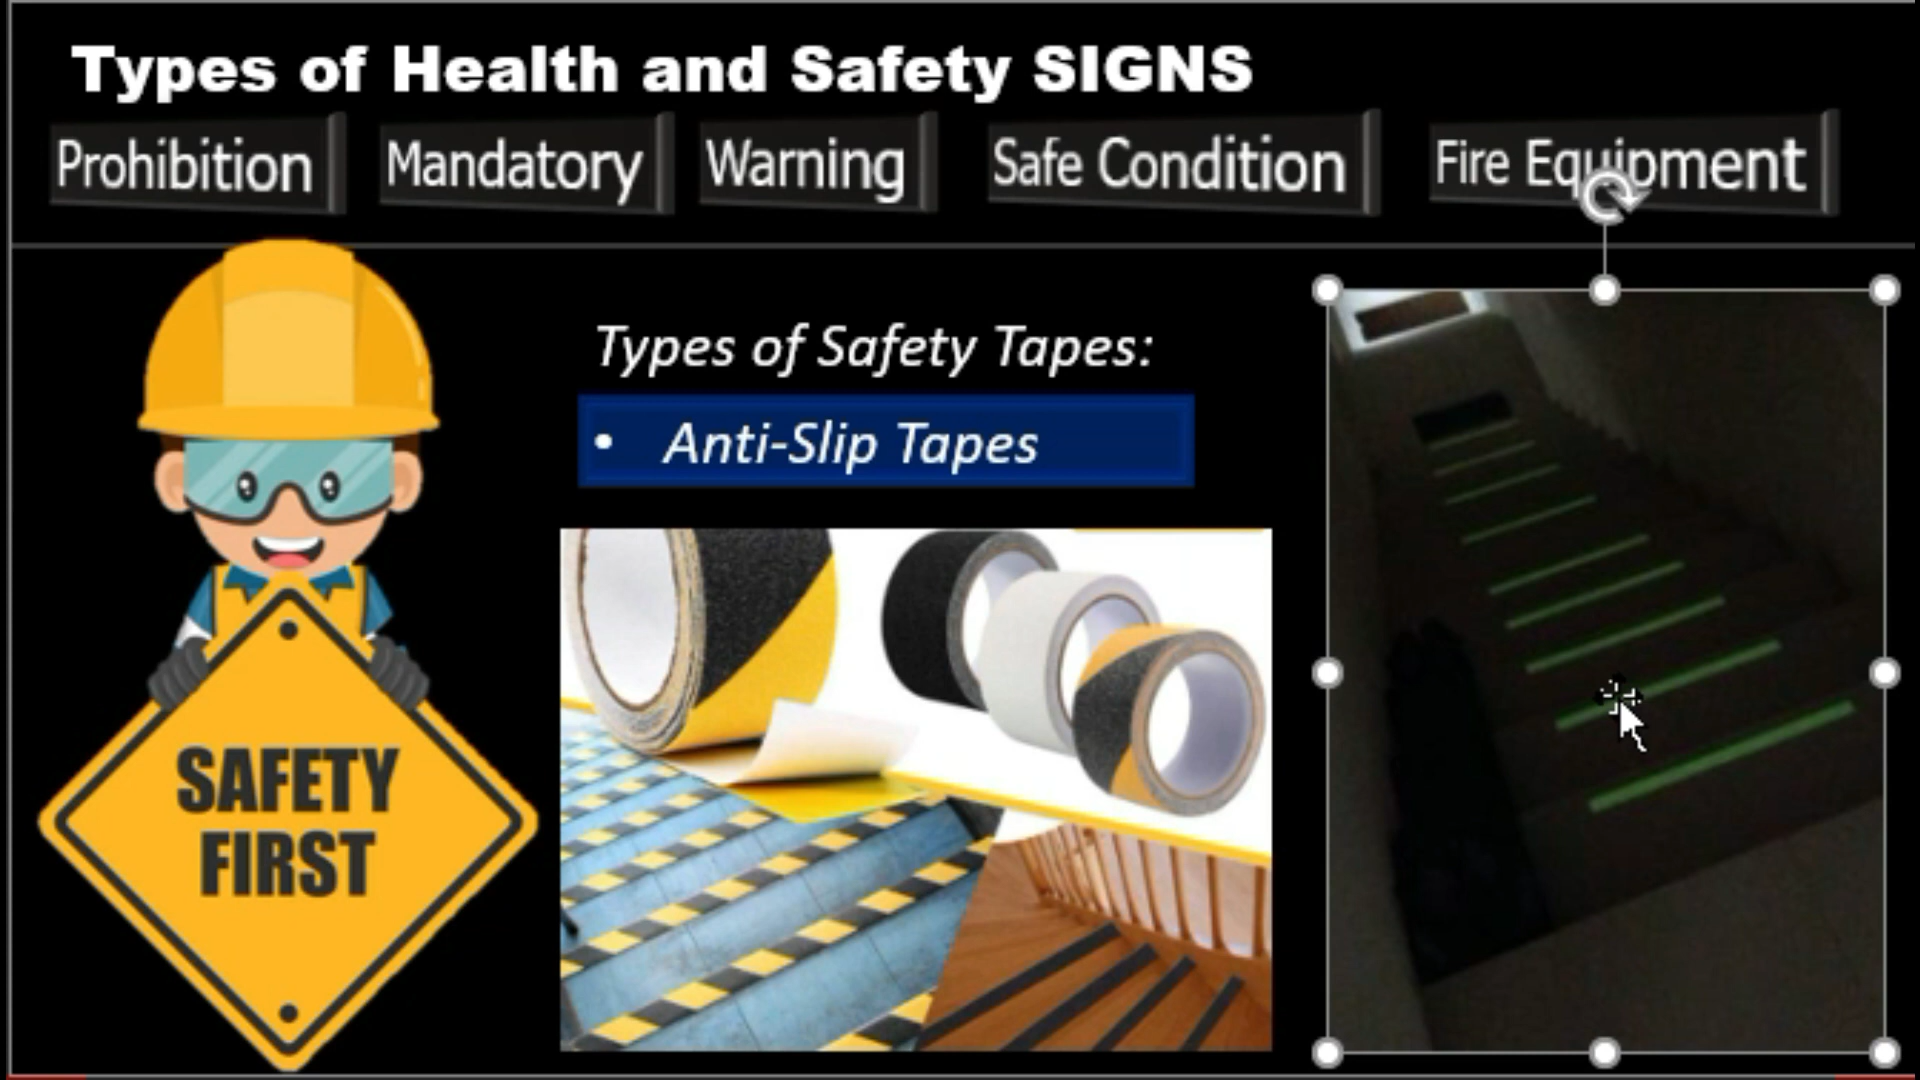 Types of Health and Safety SIGNS
Prohibition
Mandatory
Warning
Safe Condition
Fire Equipment
Types of Safety Tapes:
• Anti-Slip Tapes
SAFETY
FIRST